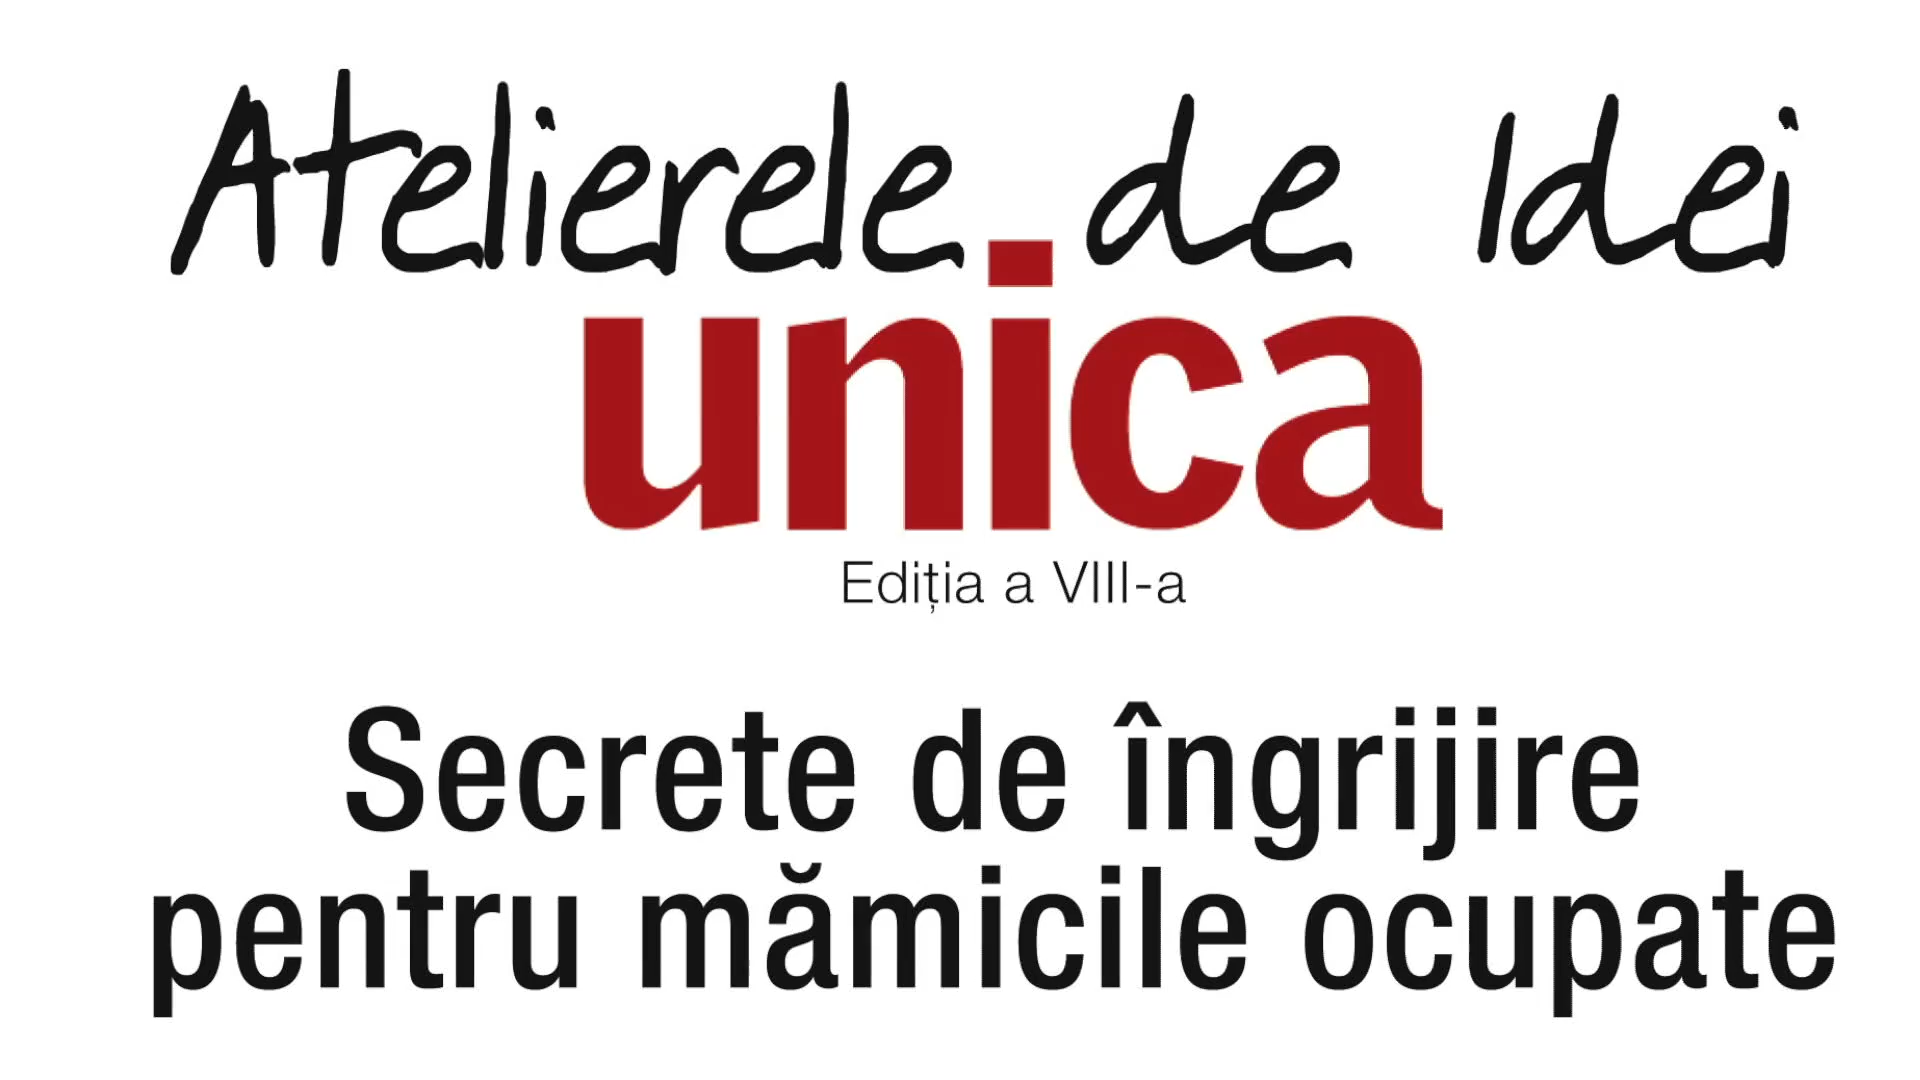 Atelierele de Idei
unica
Ediția a VIII-a
Secrete de îngrijire
pentru mămicile ocupate